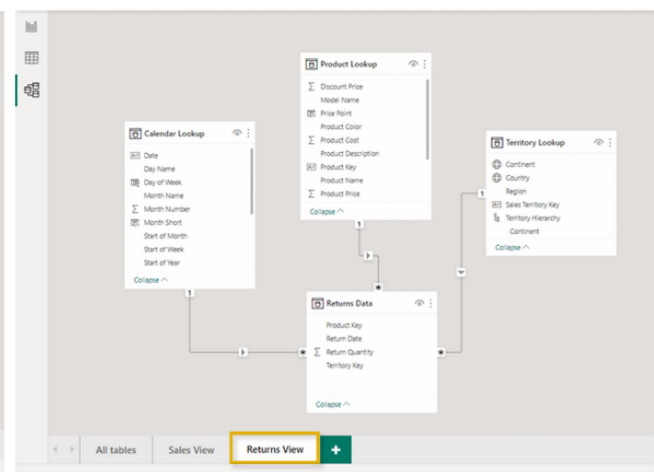 Product Lookup
Discount Price
Model Name
Price Point
Product Color
Product Cost
Product Description
Product Key
Product Name
Product Price
Collapse
1
Calendar Lookup
Date
Day Name
Day of Week
Month Name
Month Number
Month Short
Start of Month
Start of Week
Start of Year
Collapse
1
Territory Lookup
Continent
Country
Region
Sales Territory Key
Territory Hierarchy
Continent
Collapse
1
Returns Data
Product Key
Return Date
Return Quantity
Territory Key
Collapse
*
*
*
All tables
Sales View
Returns View
+